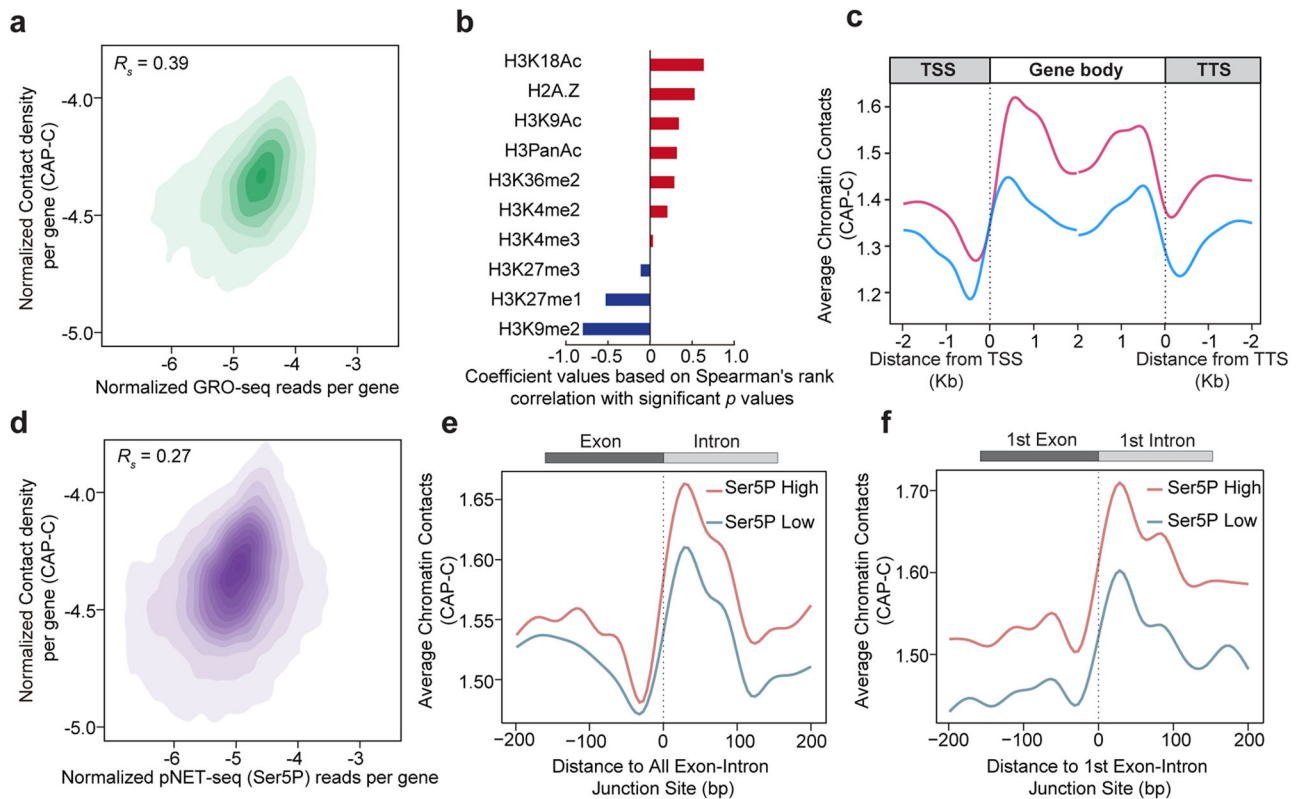 a
R_s = 0.39
-4.0
-4.5
-5.0
-6
-5
-4
-3
Normalized Contact density
per gene (CAP-C)
Normalized GRO-seq reads per gene
b
H3K18Ac
H2A.Z
H3K9Ac
H3PanAc
H3K36me2
H3K4me2
H3K4me3
H3K27me3
H3K27me1
H3K9me2
-1.0
-0.5
0
0.5
1.0
Coefficient values based on Spearman's rank
correlation with significant p values
c
TSS
Gene body
TTS
1.6
1.5
1.4
1.3
1.2
Average Chromatin Contacts
(CAP-C)
-2
-1
0
1
2
1
0
-1
-2
Distance from TSS
(Kb)
Distance from TTS
(Kb)
d
R_s = 0.27
-4.0
-4.5
-5.0
-6
-5
-4
-3
Normalized Contact density
per gene (CAP-C)
Normalized pNET-seq (Ser5P) reads per gene
e
Exon
Intron
Ser5P High
Ser5P Low
1.65
1.60
1.55
1.50
Average Chromatin Contacts
(CAP-C)
−200
−100
0
100
200
Distance to All Exon-Intron
Junction Site (bp)
f
1st Exon
1st Intron
Ser5P High
Ser5P Low
1.70
1.60
1.50
Average Chromatin Contacts
(CAP-C)
−200
−100
0
100
200
Distance to 1st Exon-Intron
Junction Site (bp)